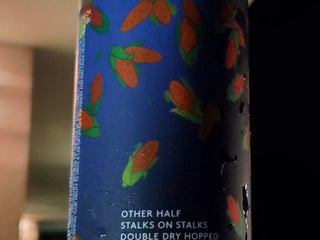 OTHER HALF
STALKS ON STALKS
DOUBLE DRY HOPPED